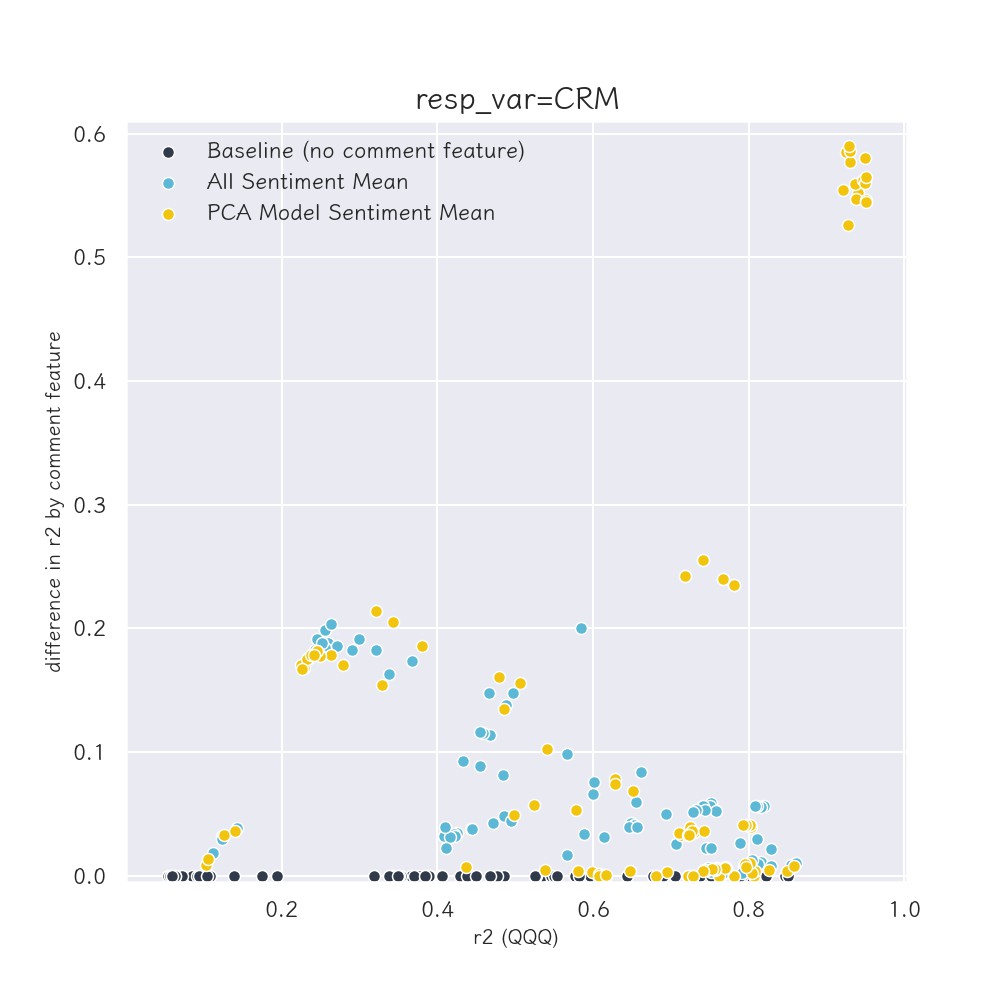 resp_var=CRM
Baseline (no comment feature)
All Sentiment Mean
PCA Model Sentiment Mean
difference in r2 by comment feature
0.6
0.5
0.4
0.3
0.2
0.1
0.0
0.2
0.4
0.6
0.8
1.0
r2 (QQQ)